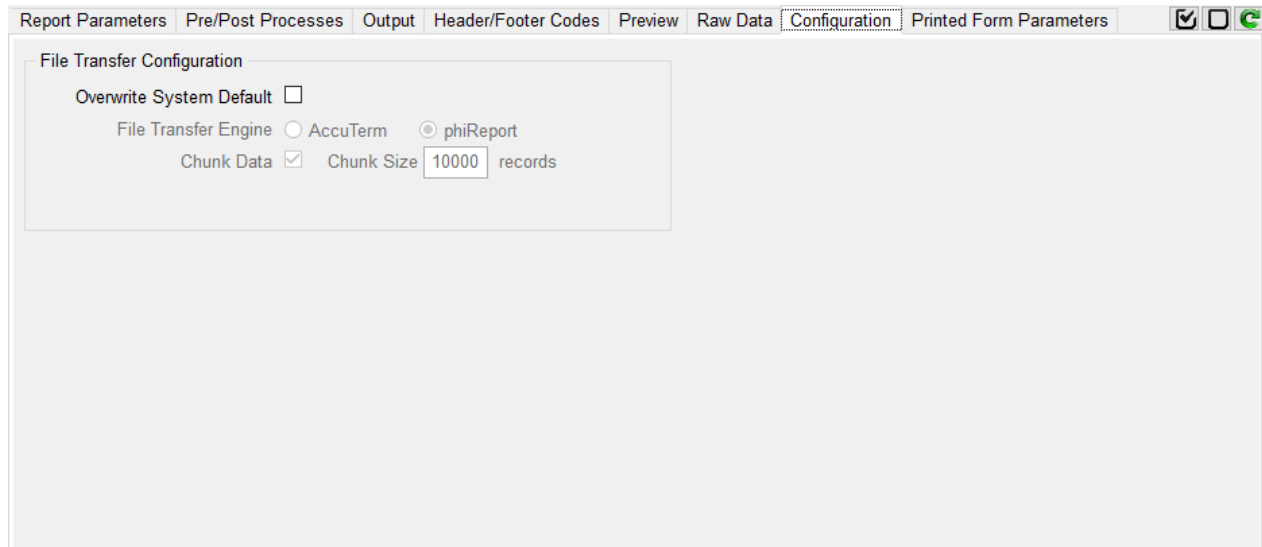 Report Parameters Pre/Post Processes Output Header/Footer Codes Preview Raw Data Configuration Printed Form Parameters
File Transfer Configuration
Overwrite System Default
File Transfer Engine AccuTerm phiReport
Chunk Data Chunk Size 10000 records